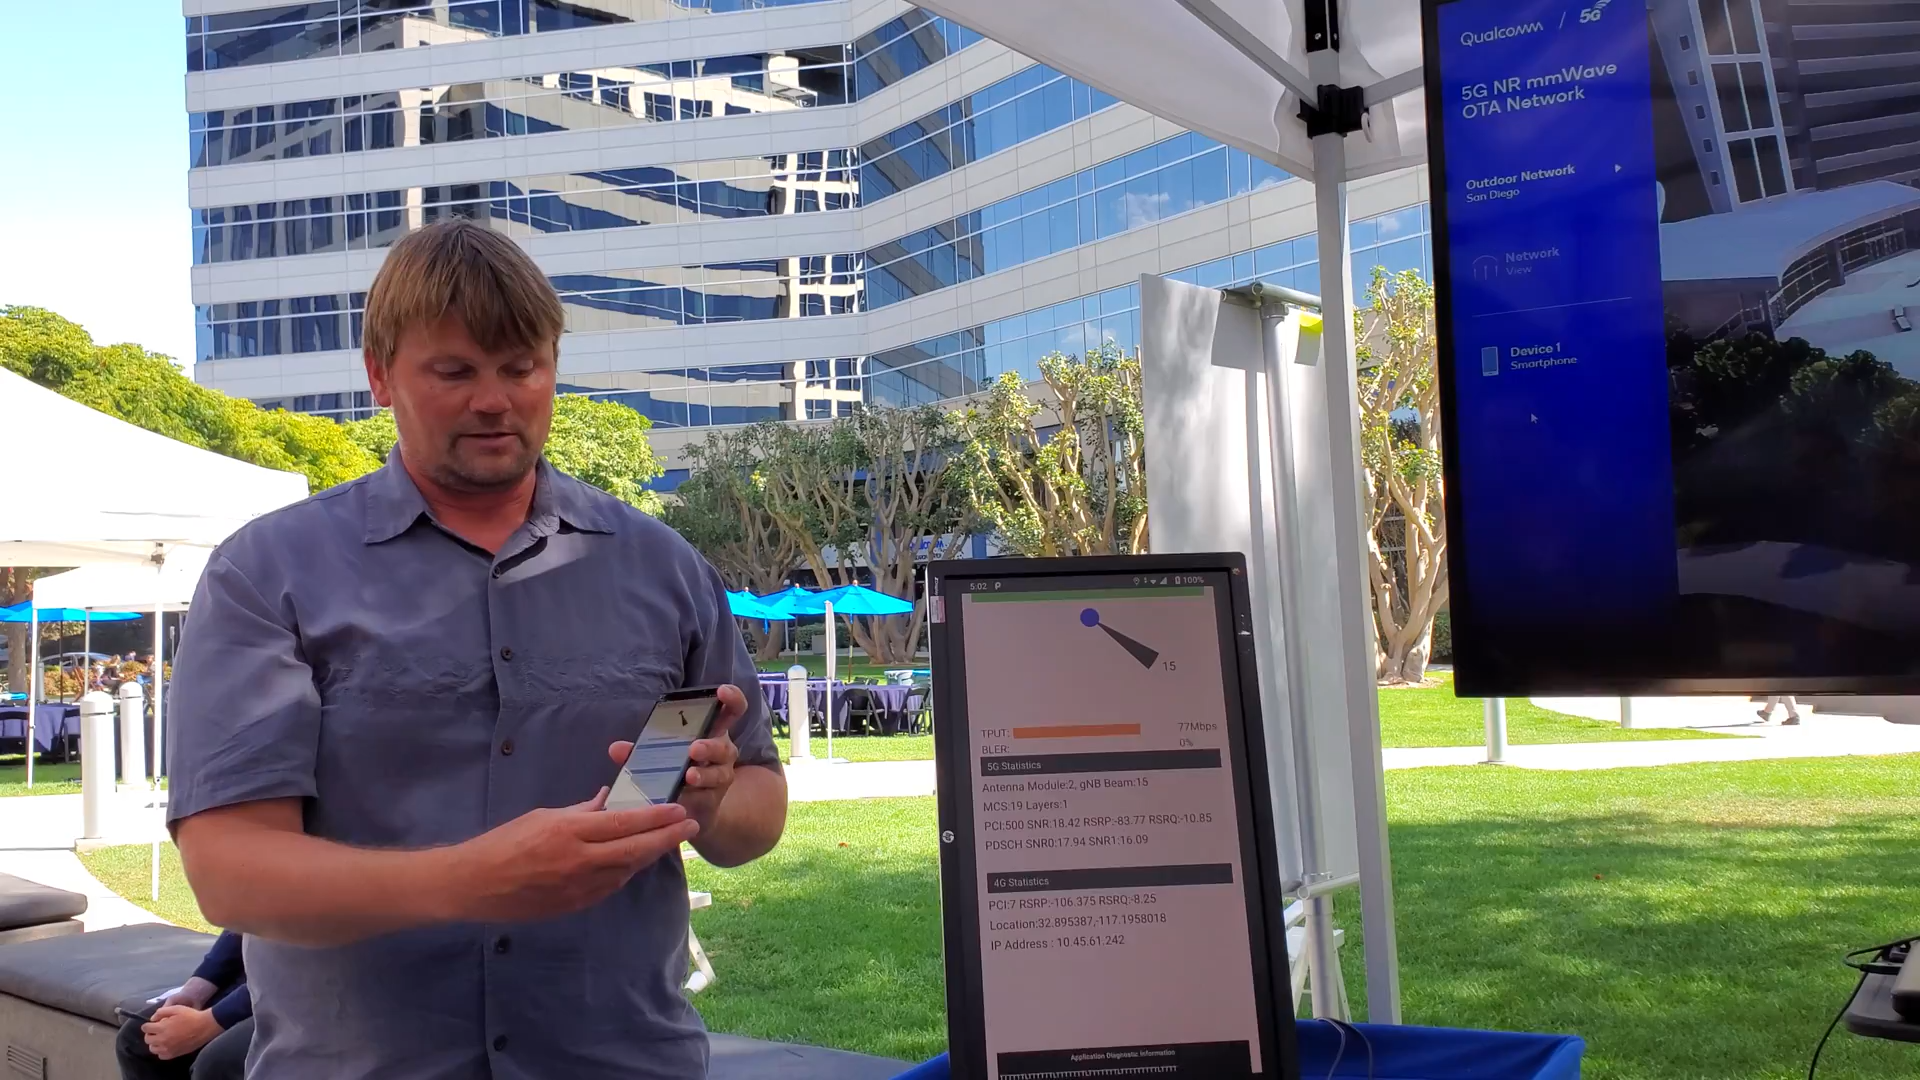 Qualcomm / 5G
5G NR mmWave
OTA Network
Outdoor Network
San Diego
Network
View
Device 1
Smartphone
5:02
100%
15
TPUT: 77Mbps
BLER: 0%
5G Statistics
Antenna Module:2, gNB Beam:15
MCS:19 Layers:1
PCI:500 SNR:18.42 RSRP:-83.77 RSRQ:-10.85
PDSCH SNR0:17.94 SNR1:16.09
4G Statistics
PCI:7 RSRP:-106.375 RSRQ:-8.25
Location:32.895387,-117.1958018
IP Address : 10.45.61.242
Application Diagnostic Information